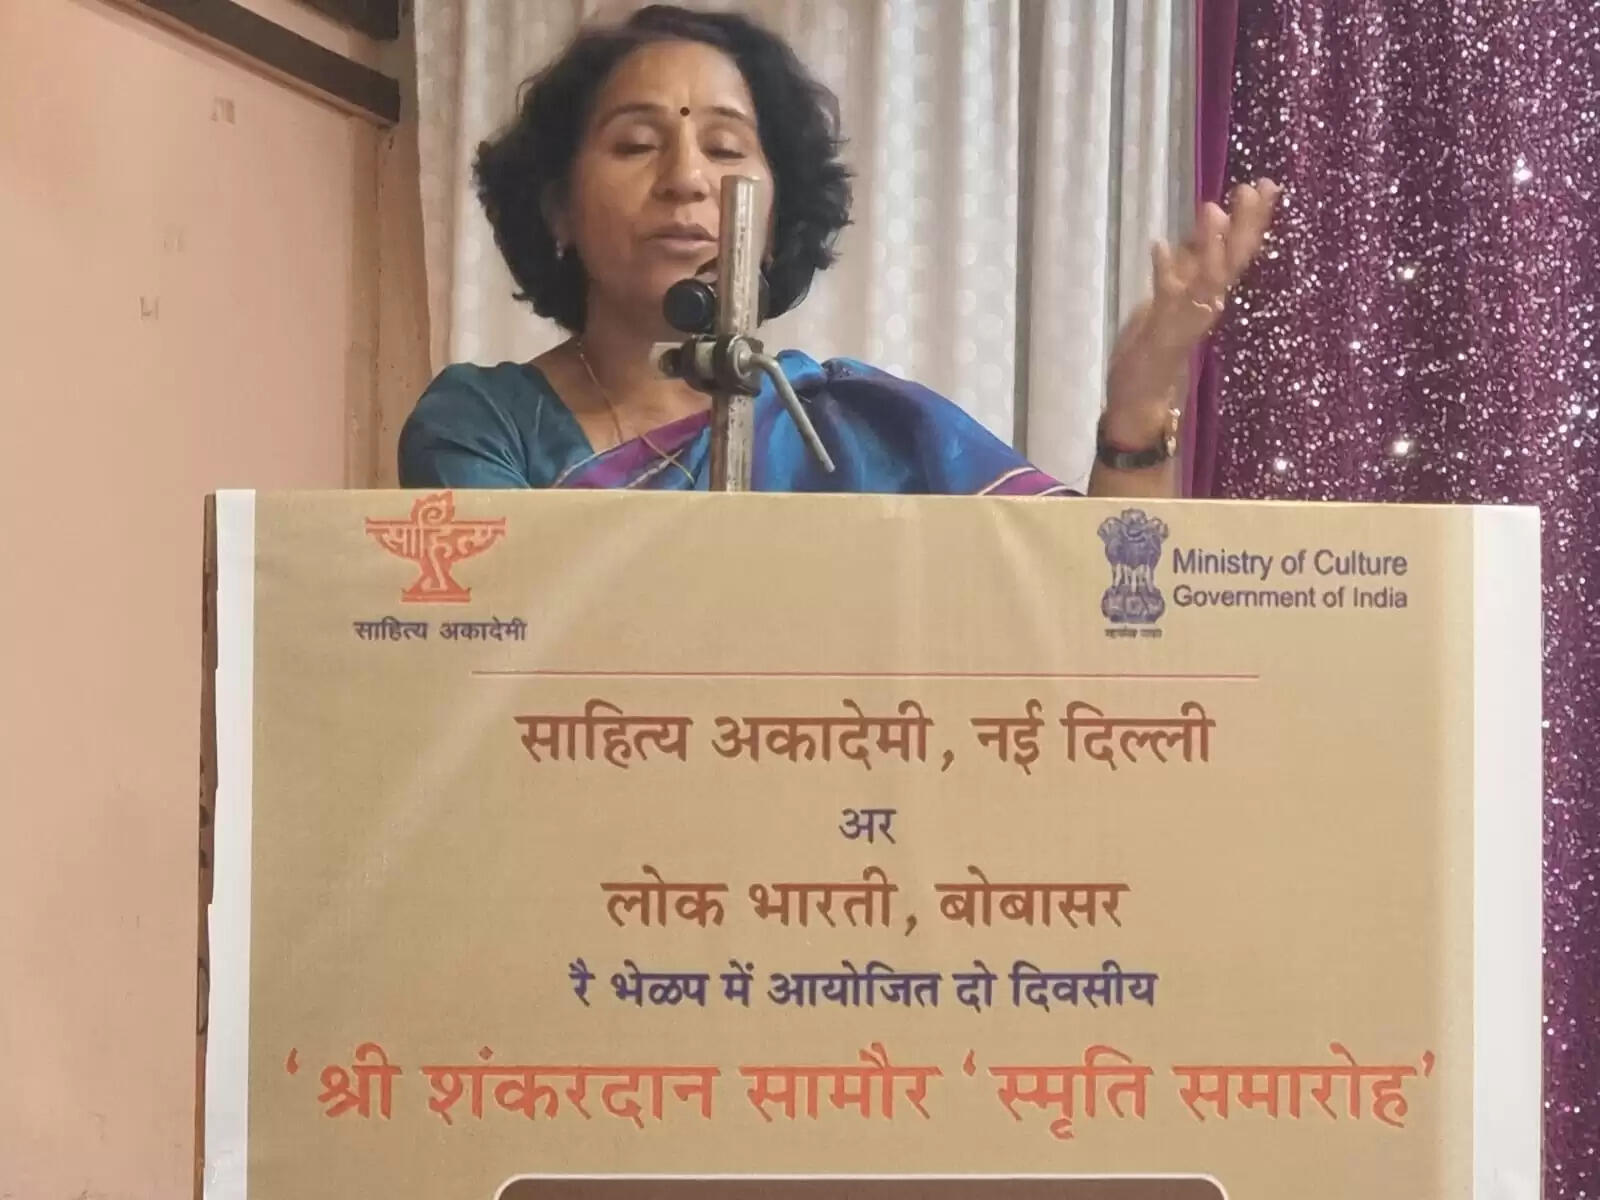 साहित्य
साहित्य अकादेमी
Ministry of Culture
Government of India
साहित्य अकादेमी, नई दिल्ली
अर
लोक भारती, बोबासर
रै भेळप में आयोजित दो दिवसीय
‘श्री शंकरदान सामौर ‘स्मृति समारोह’